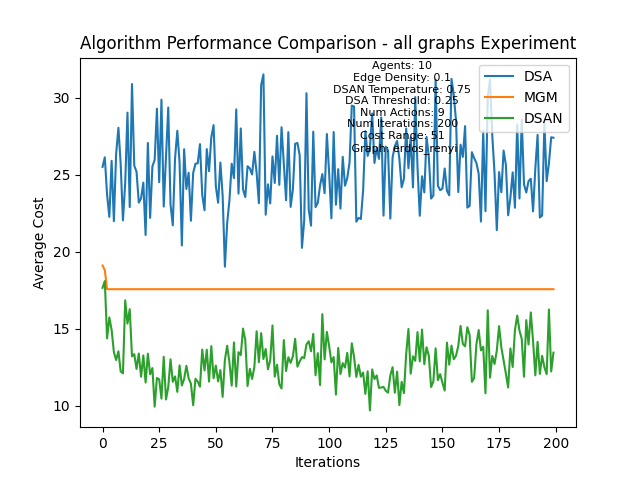 Algorithm Performance Comparison - all graphs Experiment
Agents: 10
Edge Density: 0.1
DSAN Temperature: 0.75
DSA Threshold: 0.25
Num Actions: 9
Num Iterations: 200
Cost Range: 51
Graph: erdos_renyi
DSA
MGM
DSAN
Average Cost
30
25
20
15
10
0 25 50 75 100 125 150 175 200
Iterations